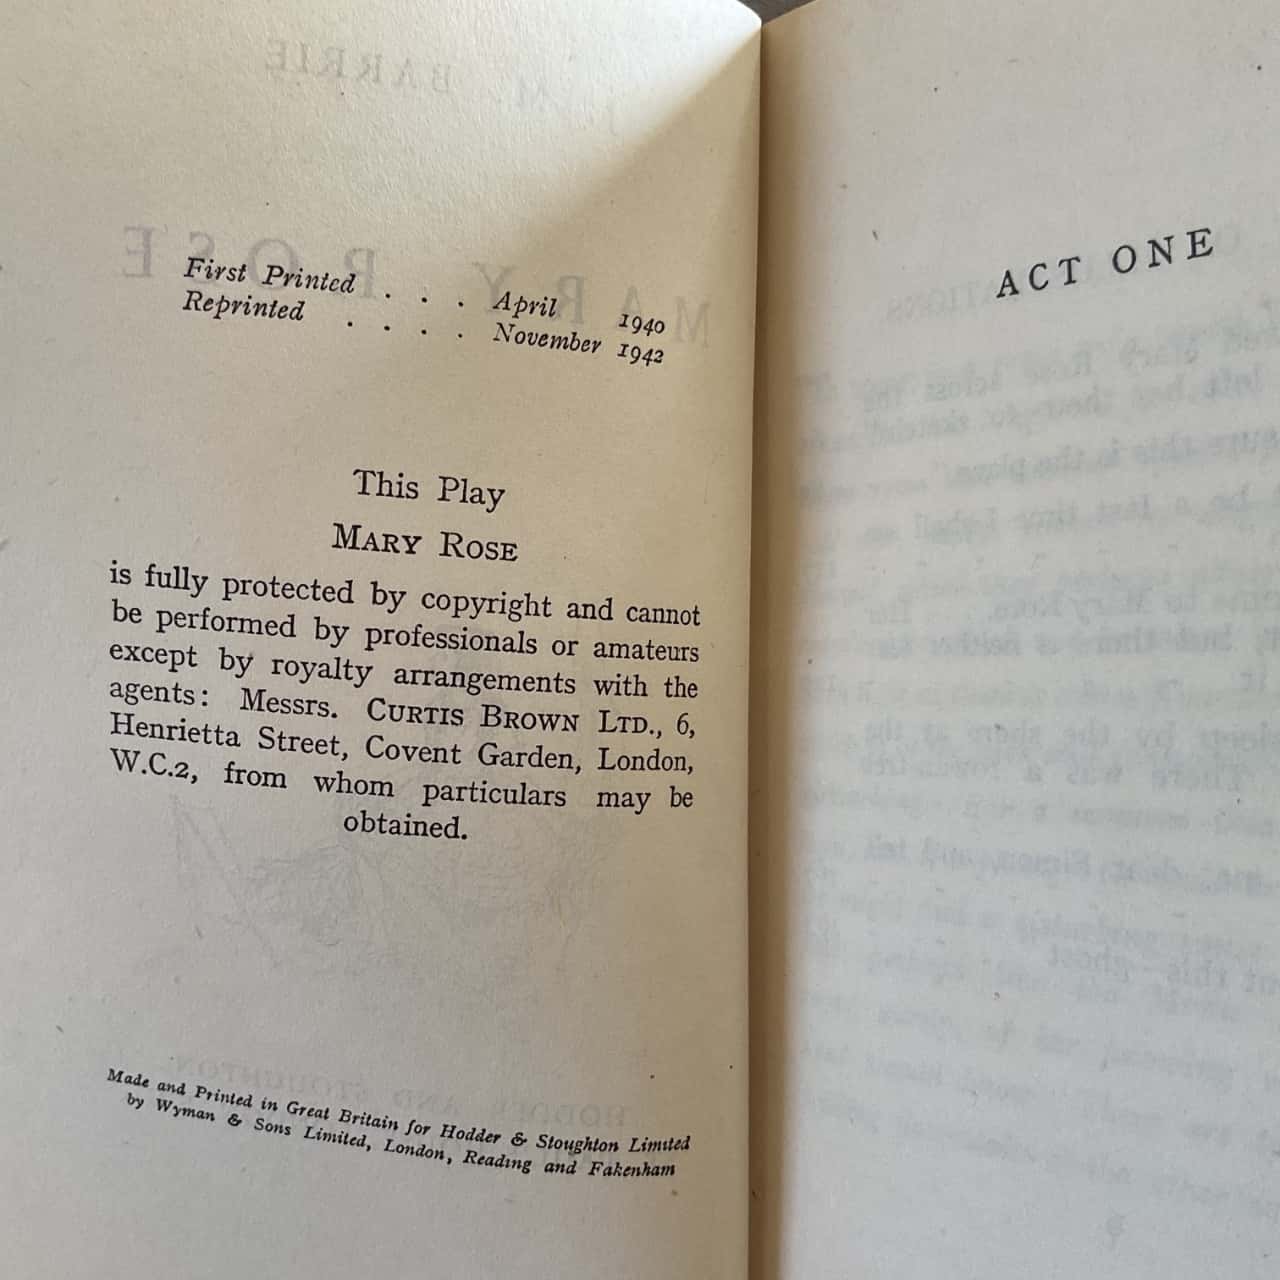 First Printed . . . April 1940
Reprinted . . . . November 1942
This Play
MARY ROSE
is fully protected by copyright and cannot
be performed by professionals or amateurs
except by royalty arrangements with the
agents: Messrs. CURTIS BROWN LTD., 6,
Henrietta Street, Covent Garden, London,
W.C.2, from whom particulars may be
obtained.
Made and Printed in Great Britain for Hodder & Stoughton Limited
by Wyman & Sons Limited, London, Reading and Fakenham
ACT ONE